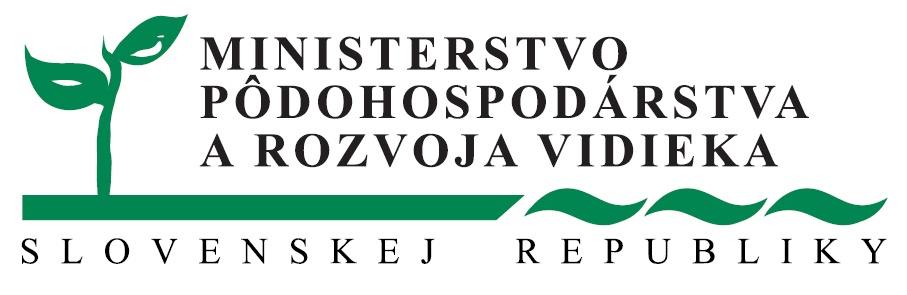 MINISTERSTVO
PÔDOHOSPODÁRSTVA
A ROZVOJA VIDIEKA
SLOVENSKEJ REPUBLIKY